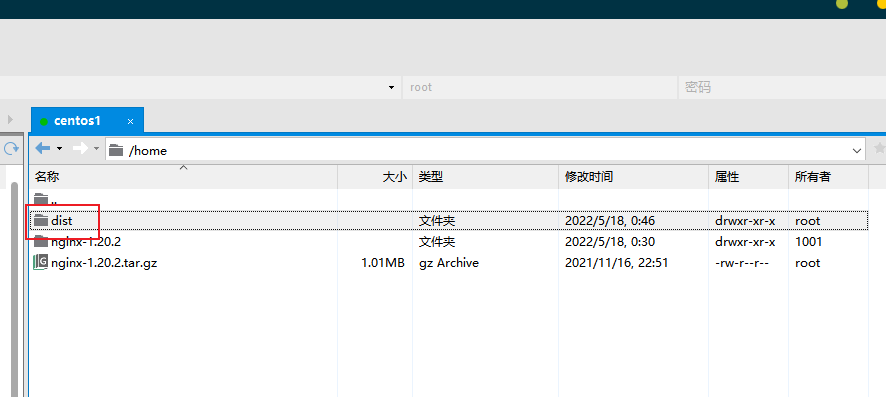 root 密码
centos1 ×
/home
名称 大小 类型 修改时间 属性 所有者
..
dist 文件夹 2022/5/18, 0:46 drwxr-xr-x root
nginx-1.20.2 文件夹 2022/5/18, 0:30 drwxr-xr-x 1001
nginx-1.20.2.tar.gz 1.01MB gz Archive 2021/11/16, 22:51 -rw-r--r-- root